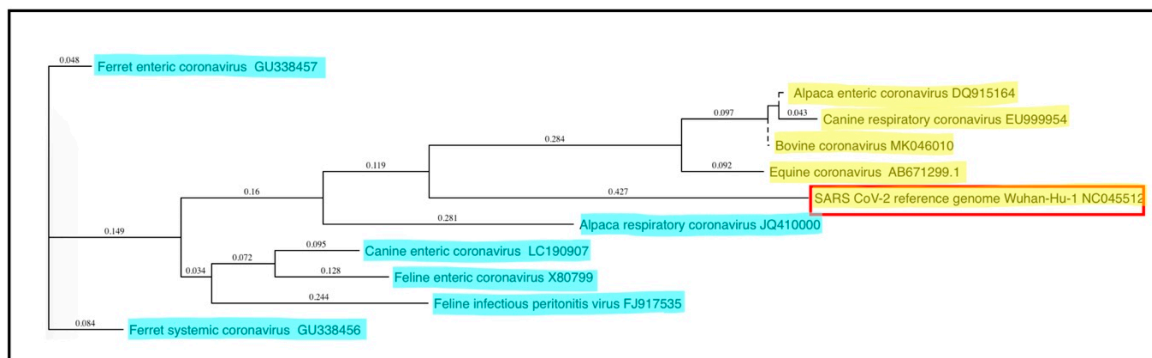 0.048
Ferret enteric coronavirus GU338457
Alpaca enteric coronavirus DQ915164
0.097
0.043
Canine respiratory coronavirus EU999954
0.284
Bovine coronavirus MK046010
0.119
0.092
Equine coronavirus AB671299.1
0.16
0.427
SARS CoV-2 reference genome Wuhan-Hu-1 NC045512
0.281
Alpaca respiratory coronavirus JQ410000
0.149
0.095
Canine enteric coronavirus LC190907
0.072
0.034
0.128
Feline enteric coronavirus X80799
0.244
Feline infectious peritonitis virus FJ917535
0.084
Ferret systemic coronavirus GU338456